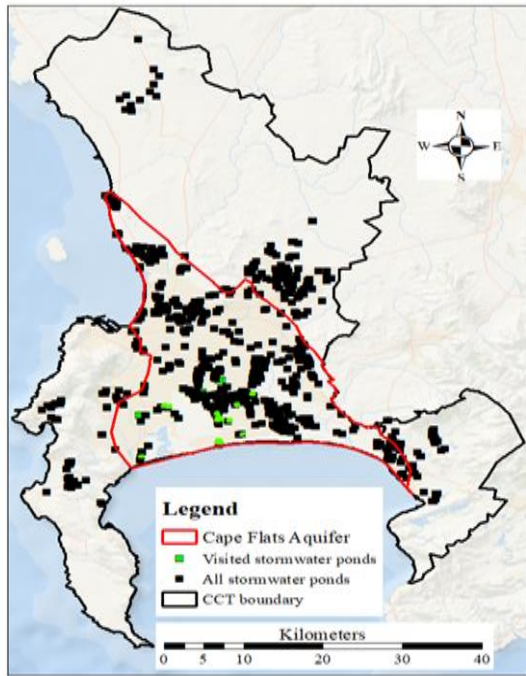 N
W E
S
Legend
Cape Flats Aquifer
Visited stormwater ponds
All stormwater ponds
CCT boundary
Kilometers
0 5 10 20 30 40